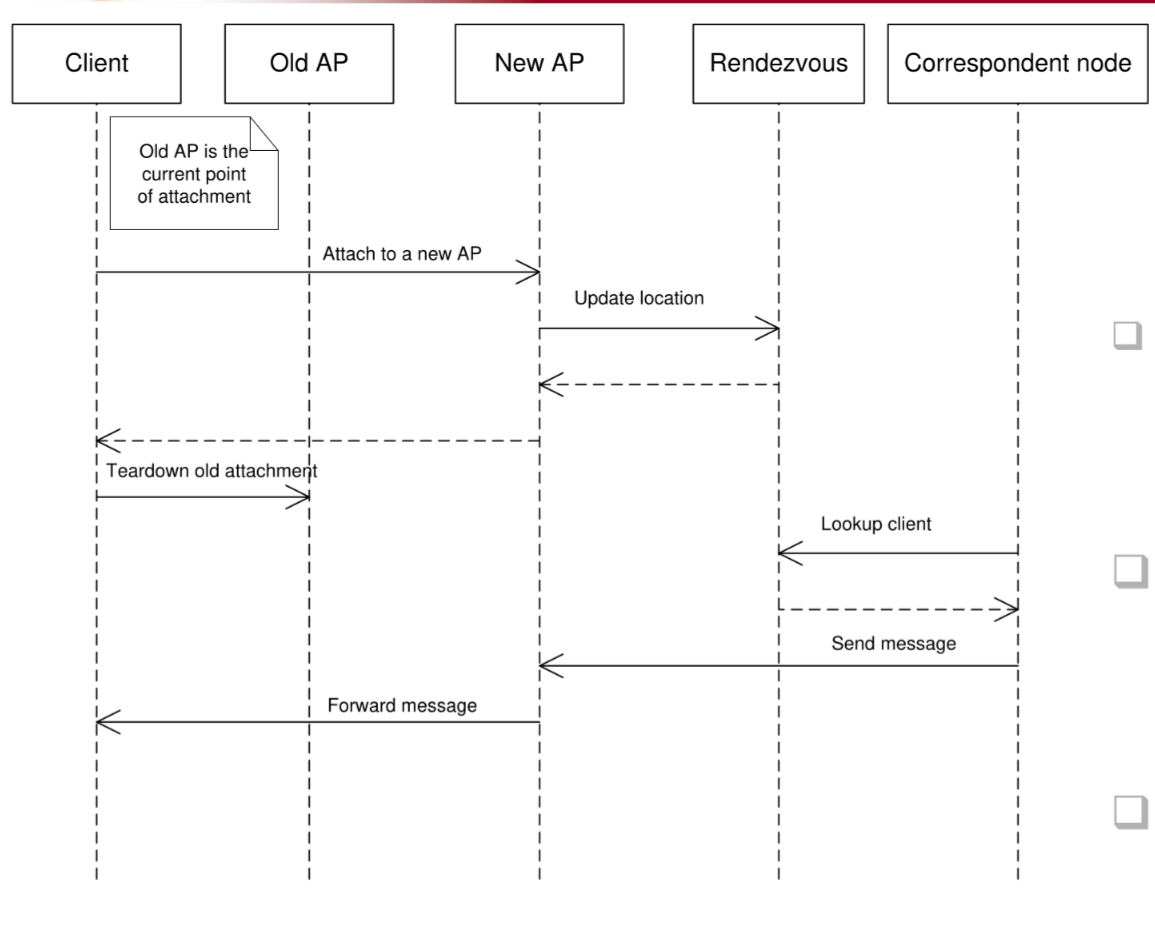 Client
Old AP
New AP
Rendezvous
Correspondent node
Old AP is the
current point
of attachment
Attach to a new AP
Update location
Teardown old attachment
Lookup client
Send message
Forward message